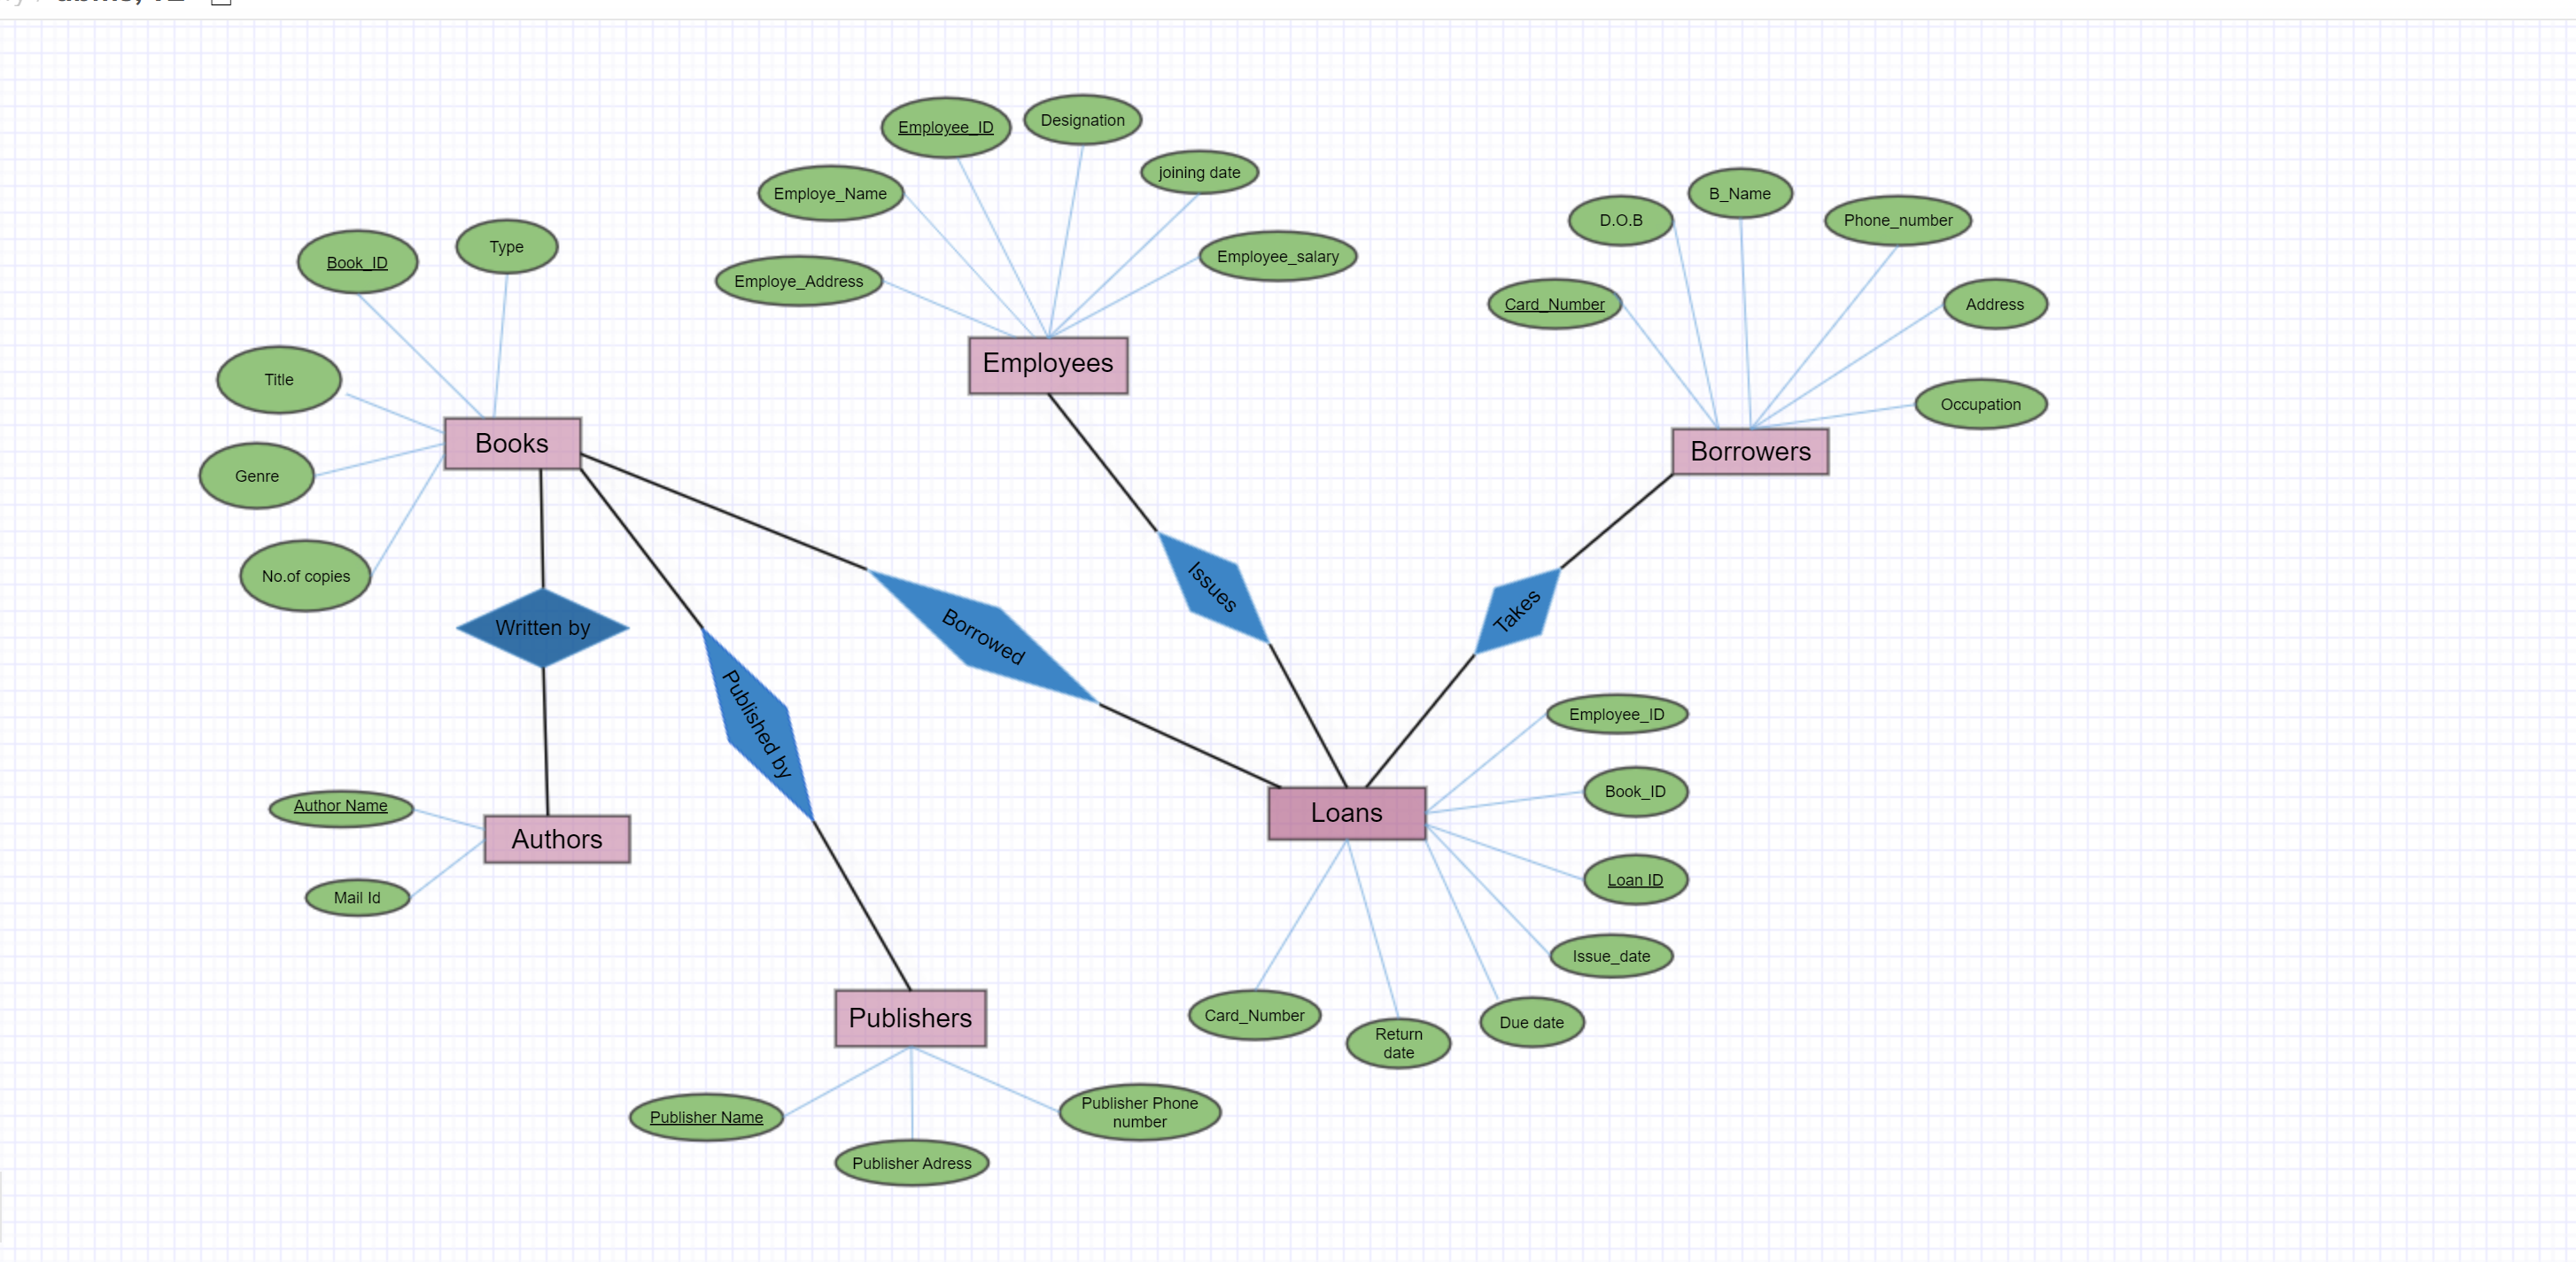 Employee_ID
Designation
joining date
Employe_Name
Employee_salary
Employe_Address
D.O.B
B_Name
Phone_number
Card_Number
Address
Occupation
Book_ID
Type
Title
Genre
No.of copies
Employees
Books
Borrowers
Issues
Takes
Written by
Borrowed
Published by
Employee_ID
Book_ID
Loan ID
Issue_date
Due date
Return
date
Card_Number
Loans
Author Name
Authors
Mail Id
Publishers
Publisher Name
Publisher Phone
number
Publisher Adress